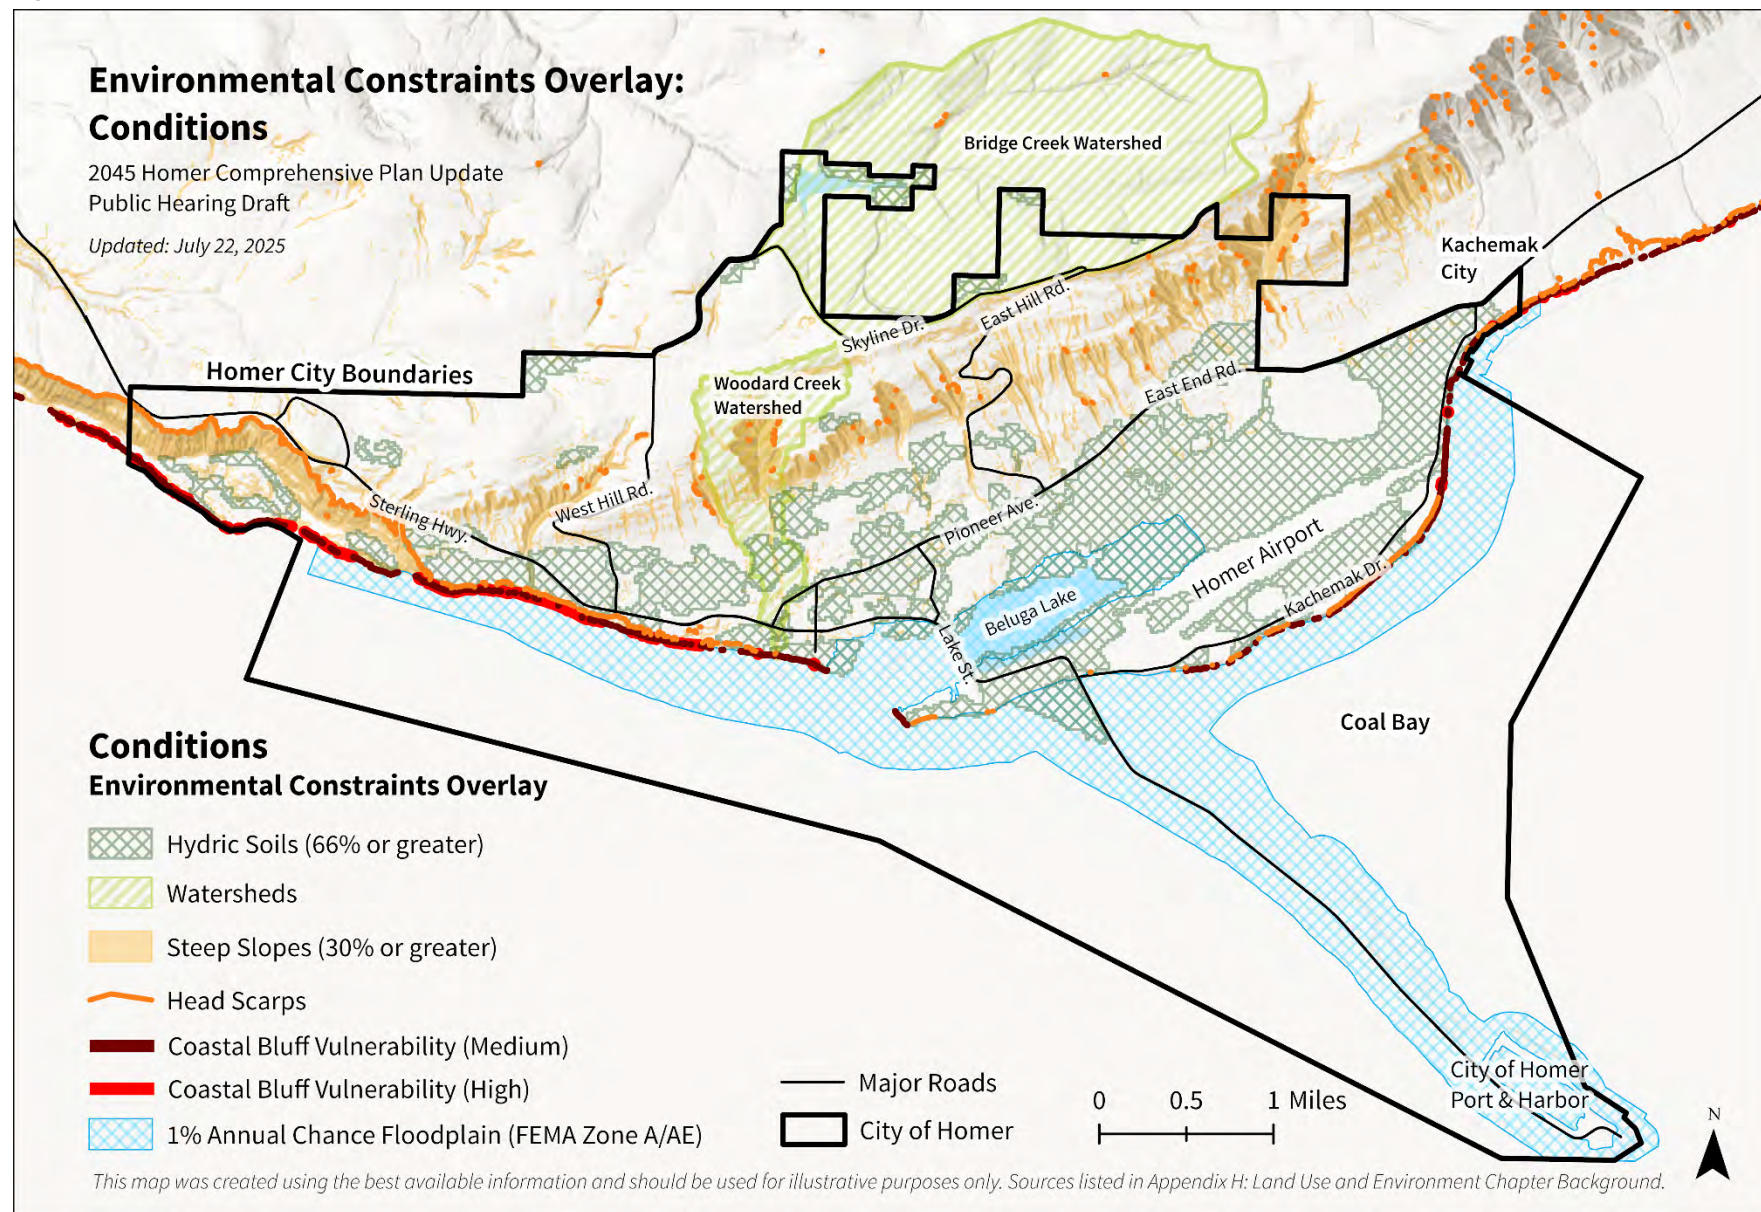 Environmental Constraints Overlay:
Conditions
2045 Homer Comprehensive Plan Update
Public Hearing Draft
Updated: July 22, 2025
Bridge Creek Watershed
Kachemak
City
Skyline Dr.
East Hill Rd.
Homer City Boundaries
Woodard Creek
Watershed
East End Rd.
Sterling Hwy.
West Hill Rd.
Pioneer Ave.
Homer Airport
Kachemak Dr.
Beluga Lake
Lake St.
Coal Bay
Conditions
Environmental Constraints Overlay
Hydric Soils (66% or greater)
Watersheds
Steep Slopes (30% or greater)
Head Scarps
Coastal Bluff Vulnerability (Medium)
Coastal Bluff Vulnerability (High)
1% Annual Chance Floodplain (FEMA Zone A/AE)
Major Roads
City of Homer
0 0.5 1 Miles
City of Homer
Port & Harbor
N
This map was created using the best available information and should be used for illustrative purposes only. Sources listed in Appendix H: Land Use and Environment Chapter Background.